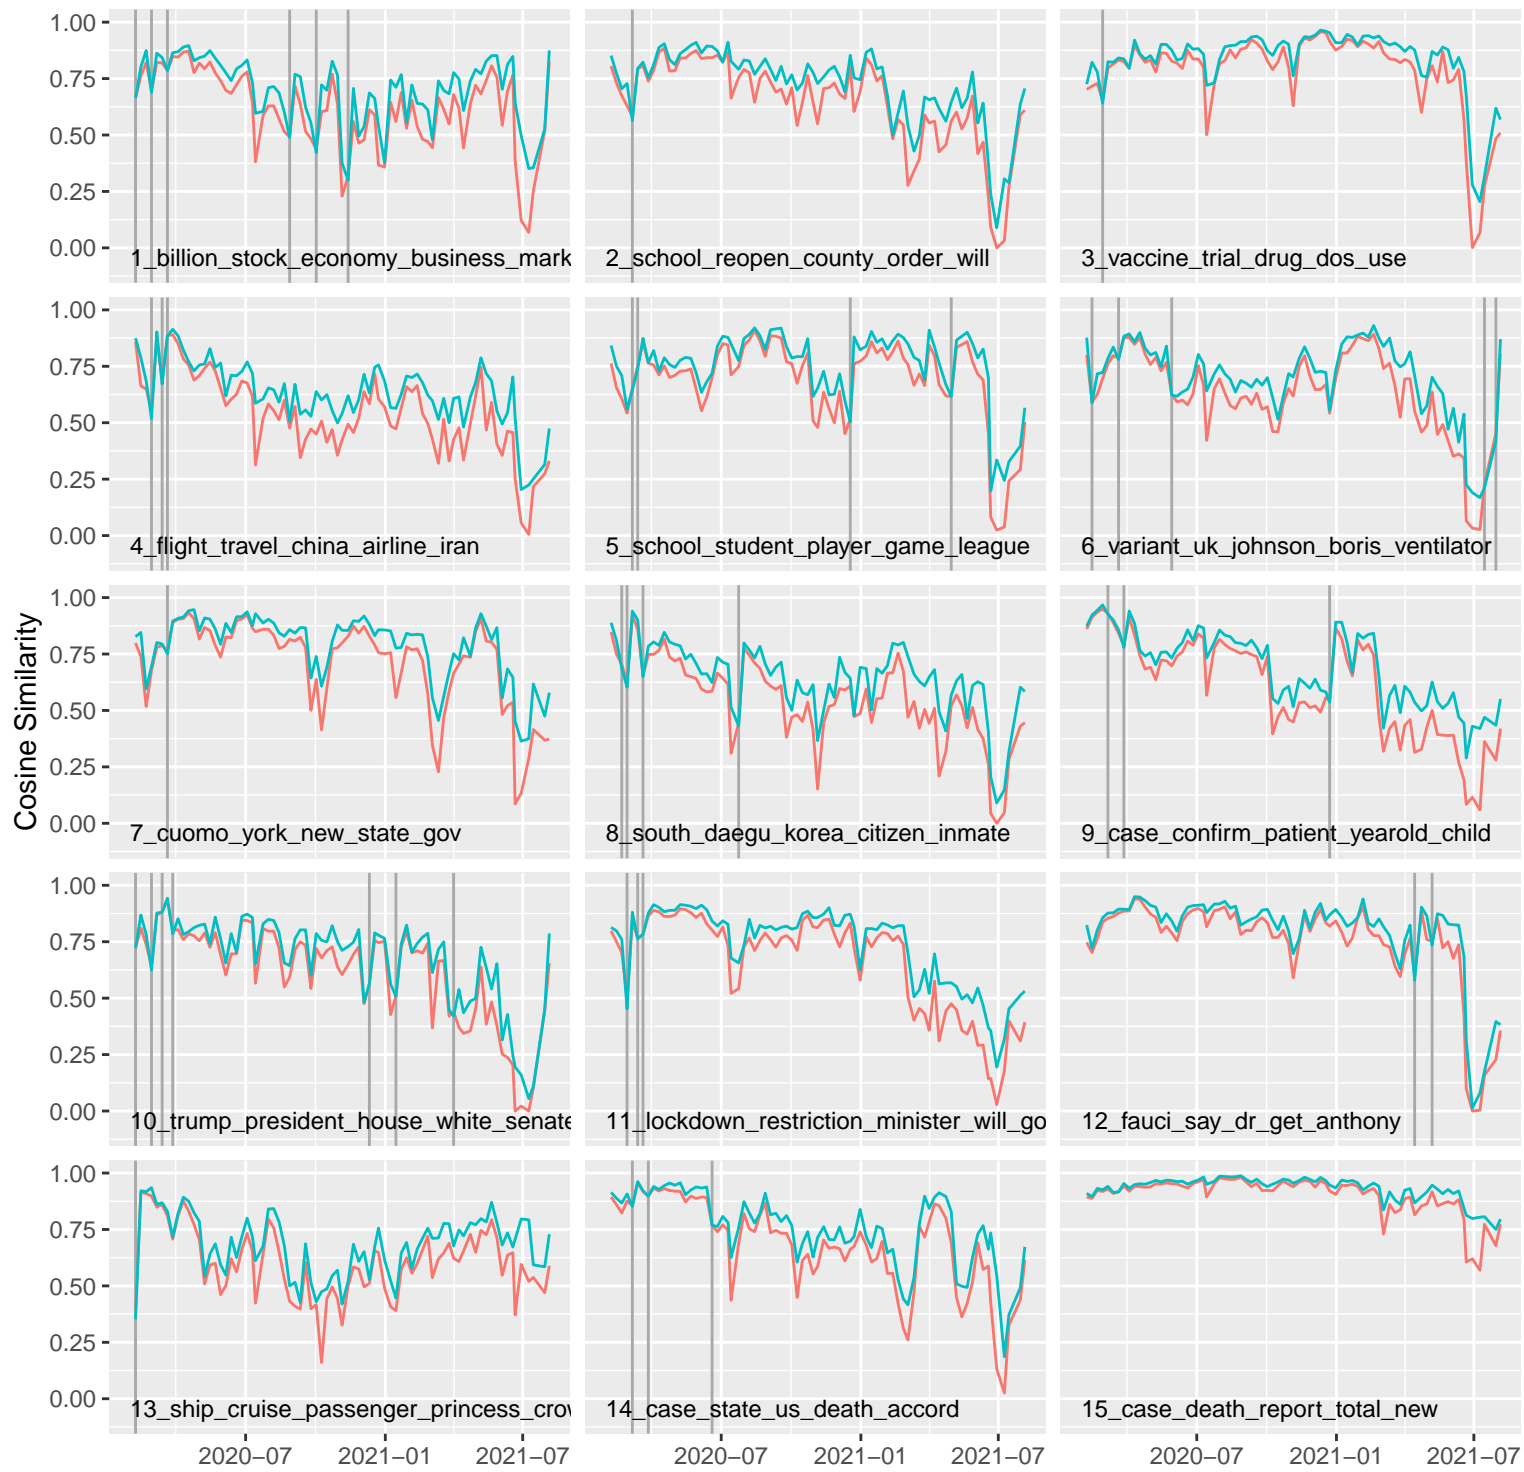 Cosine Similarity
1.00
0.75
0.50
0.25
0.00
1_billion_stock_economy_business_mark
2_school_reopen_county_order_will
3_vaccine_trial_drug_dos_use
1.00
0.75
0.50
0.25
0.00
4_flight_travel_china_airline_iran
5_school_student_player_game_league
6_variant_uk_johnson_boris_ventilator
1.00
0.75
0.50
0.25
0.00
7_cuomo_york_new_state_gov
8_south_daegu_korea_citizen_inmate
9_case_confirm_patient_yearold_child
1.00
0.75
0.50
0.25
0.00
10_trump_president_house_white_senate
11_lockdown_restriction_minister_will_go
12_fauci_say_dr_get_anthony
1.00
0.75
0.50
0.25
0.00
13_ship_cruise_passenger_princess_crow
14_case_state_us_death_accord
15_case_death_report_total_new
2020−07 2021−01 2021−07
2020−07 2021−01 2021−07
2020−07 2021−01 2021−07